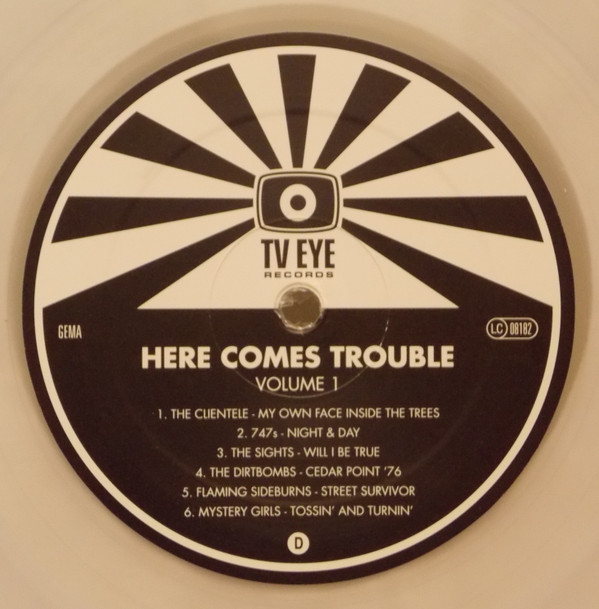 TV EYE
RECORDS
GEMA
LC 08182
HERE COMES TROUBLE
VOLUME 1
1. THE CLIENTELE - MY OWN FACE INSIDE THE TREES
2. 747s - NIGHT & DAY
3. THE SIGHTS - WILL I BE TRUE
4. THE DIRTBOMBS - CEDAR POINT '76
5. FLAMING SIDEBURNS - STREET SURVIVOR
6. MYSTERY GIRLS - TOSSIN' AND TURNIN'
D